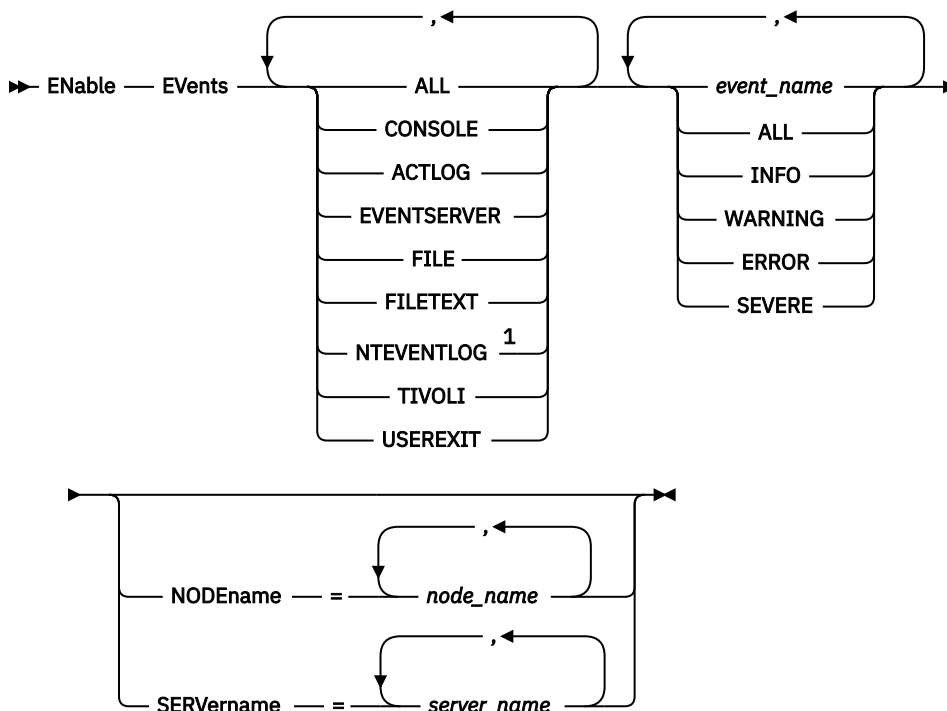 ,
,
ENable EVents ALL event_name
CONSOLE ALL
ACTLOG INFO
EVENTSERVER WARNING
FILE ERROR
FILETEXT SEVERE
NTEVENTLOG 1
TIVOLI
USEREXIT
,
NODEname = node_name
,
SERVername = server_name